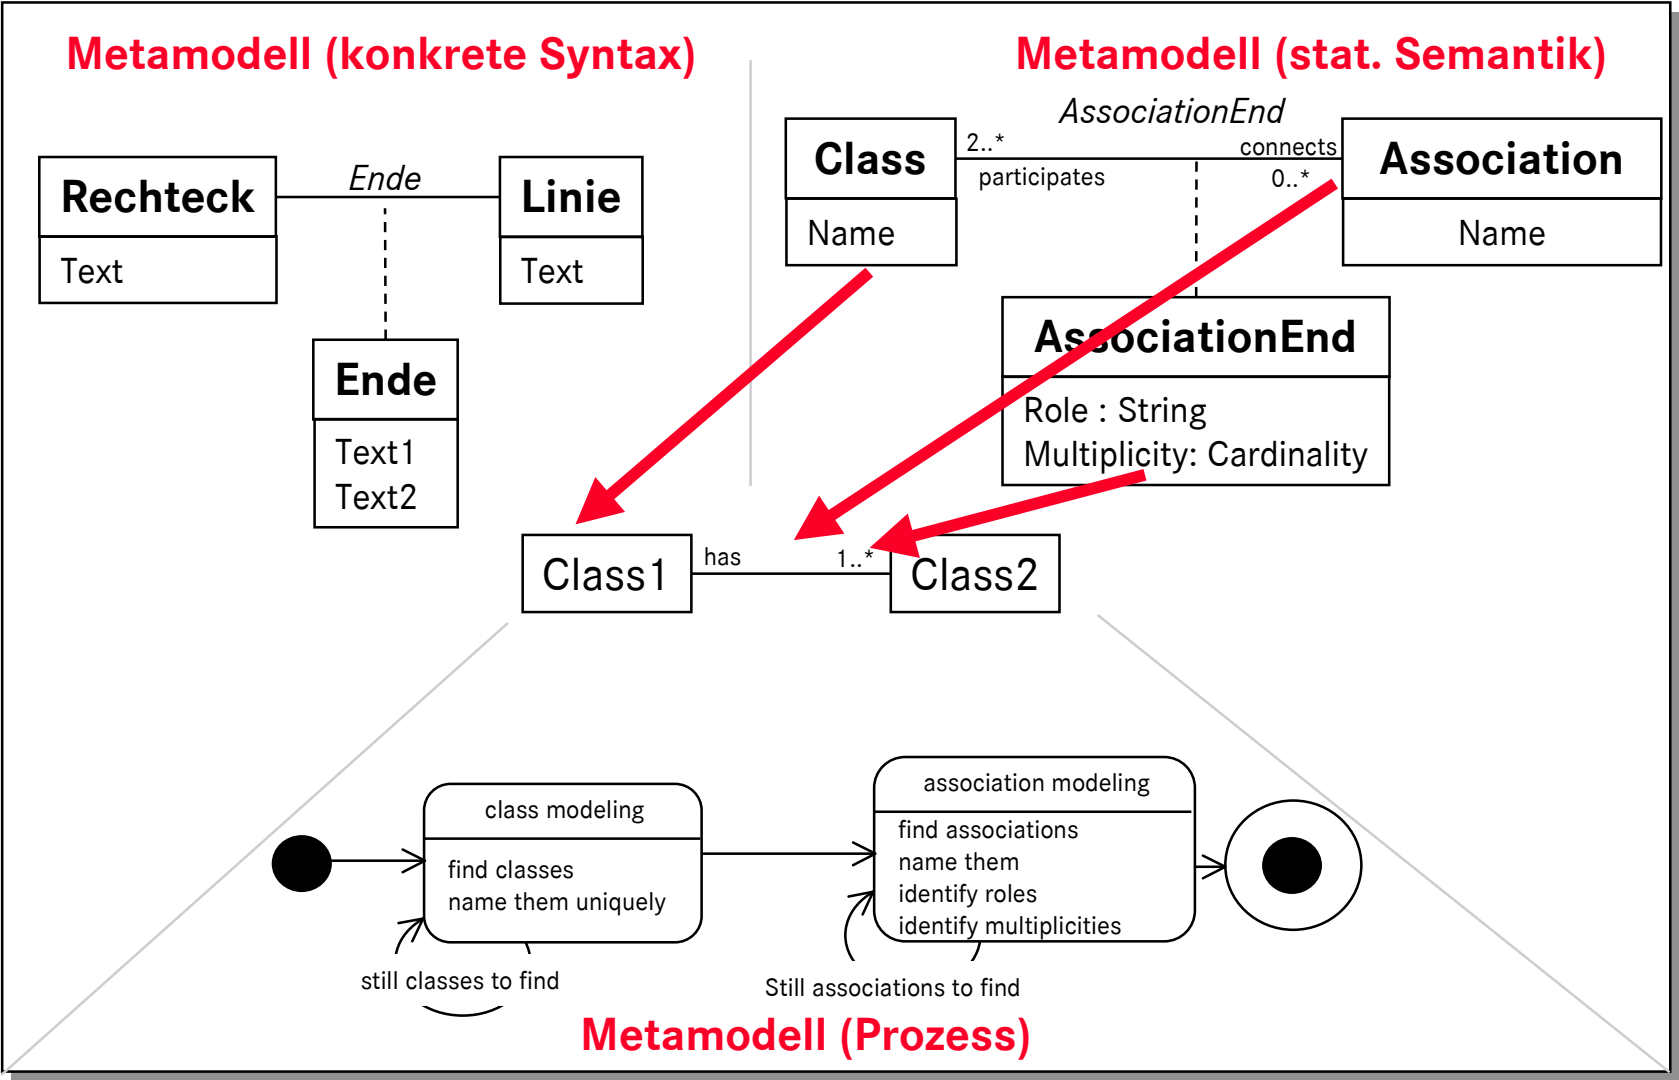 Metamodell (konkrete Syntax)
Metamodell (stat. Semantik)
Rechteck
Text
Ende
Linie
Text
Ende
Text1
Text2
AssociationEnd
Class
Name
2..*
participates
connects
0..*
Association
Name
AssociationEnd
Role : String
Multiplicity: Cardinality
Class1
has
1..*
Class2
class modeling
find classes
name them uniquely
still classes to find
association modeling
find associations
name them
identify roles
identify multiplicities
Still associations to find
Metamodell (Prozess)